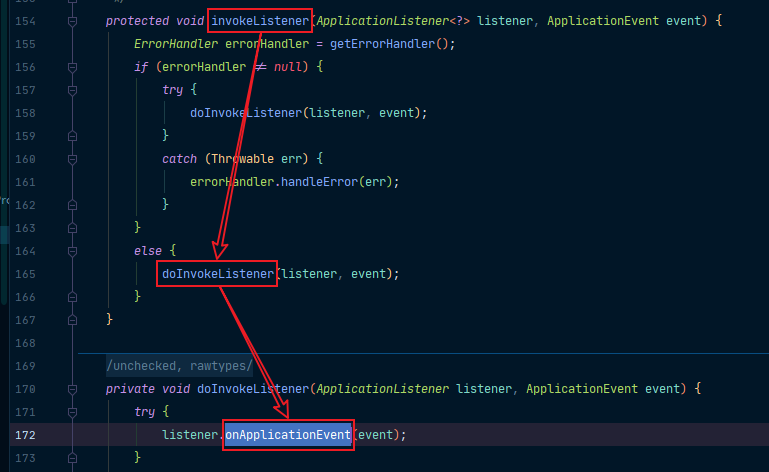 154 protected void invokeListener(ApplicationListener<?> listener, ApplicationEvent event) {
155 ErrorHandler errorHandler = getErrorHandler();
156 if (errorHandler ≠ null) {
157 try {
158 doInvokeListener(listener, event);
159 }
160 catch (Throwable err) {
161 errorHandler.handleError(err);
162 }
163 }
164 else {
165 doInvokeListener(listener, event);
166 }
167 }
168
169 /unchecked, rawtypes/
170 private void doInvokeListener(ApplicationListener listener, ApplicationEvent event) {
171 try {
172 listener.onApplicationEvent(event);
173 }